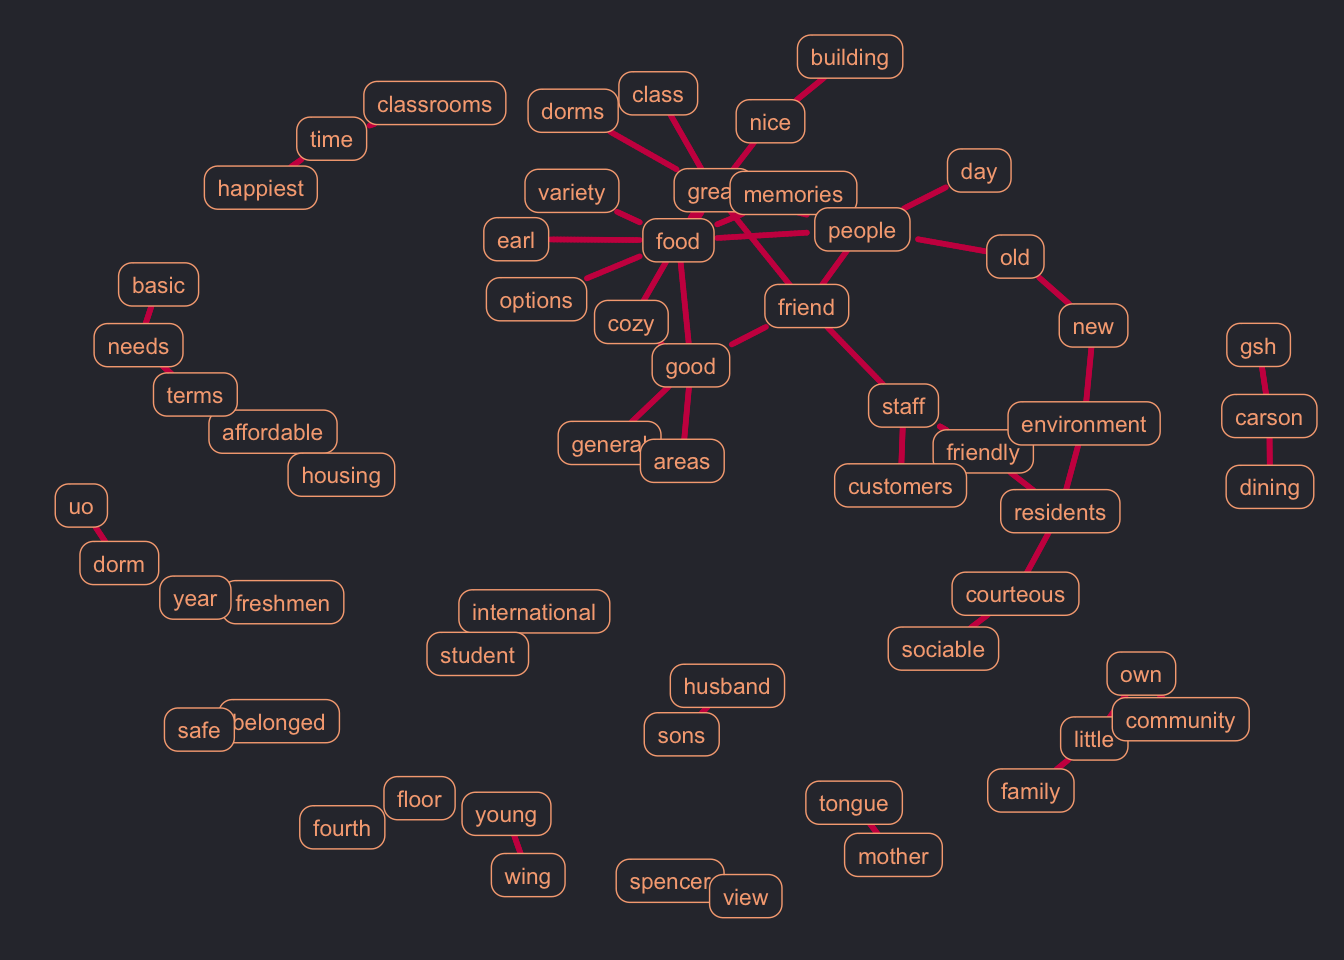 building
classrooms
class
dorms
nice
time
day
happiest
variety
grea
memories
people
earl
food
old
basic
options
friend
cozy
new
needs
gsh
good
terms
staff
carson
affordable
environment
general
areas
friendly
housing
customers
dining
uo
residents
dorm
year
freshmen
courteous
international
student
sociable
own
husband
safe
belonged
community
sons
little
family
floor
tongue
young
fourth
mother
wing
spencer
view